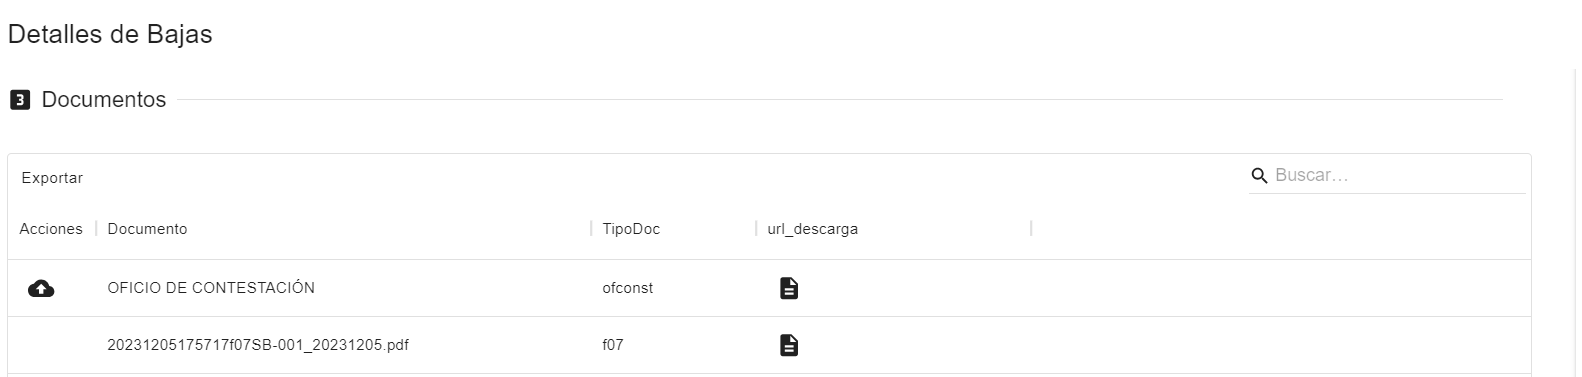 Detalles de Bajas
3 Documentos
Exportar
Buscar…
Acciones Documento TipoDoc url_descarga
OFICIO DE CONTESTACIÓN ofconst
20231205175717f07SB-001_20231205.pdf f07